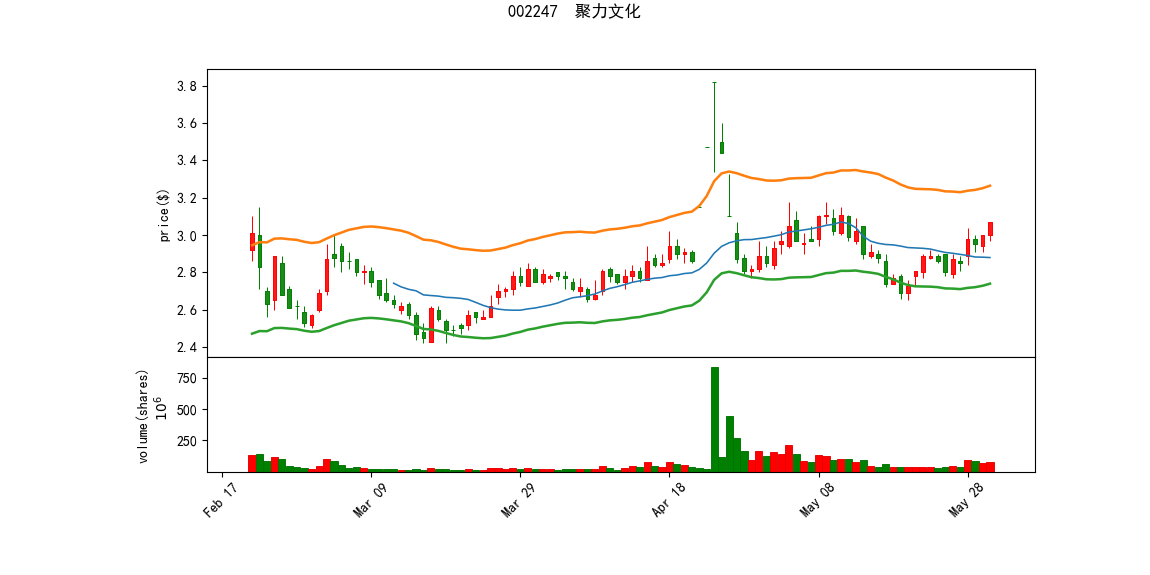 002247 聚力文化
price($)
3.8
3.6
3.4
3.2
3.0
2.8
2.6
2.4
volume(shares)
10^6
750
500
250
Feb 17
Mar 09
Mar 29
Apr 18
May 08
May 28